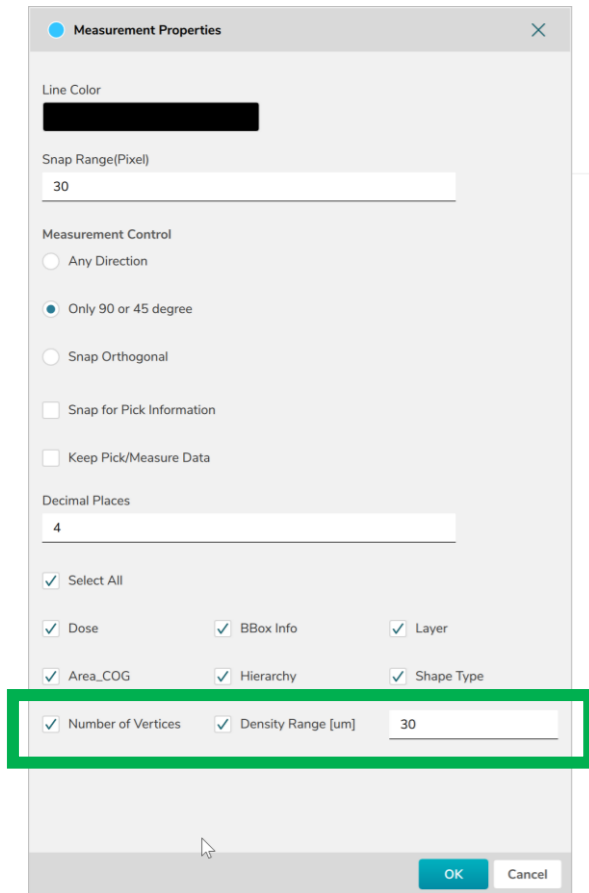 Measurement Properties
Line Color
Snap Range(Pixel)
30
Measurement Control
Any Direction
Only 90 or 45 degree
Snap Orthogonal
Snap for Pick Information
Keep Pick/Measure Data
Decimal Places
4
Select All
Dose BBox Info Layer
Area_COG Hierarchy Shape Type
Number of Vertices Density Range [um] 30
OK Cancel